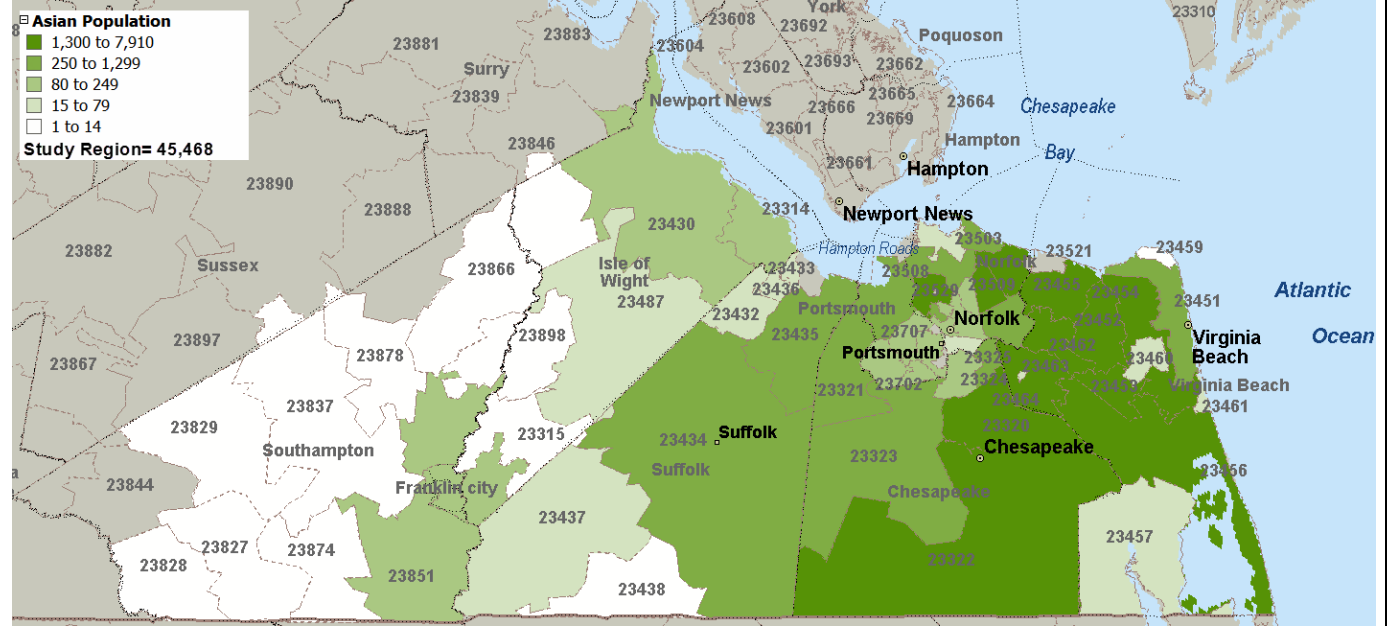 Asian Population
1,300 to 7,910
250 to 1,299
80 to 249
15 to 79
1 to 14
Study Region= 45,468
York
23608
23692
23310
23883
23881
23604
Poquoson
23693
23662
23602
Surry
23839
Newport News
23665
23664
23666
Chesapeake
23669
23601
Hampton
23846
Bay
23661
Hampton
23890
23888
23314
Newport News
23430
23882
Hampton Roads
23503
23521
23459
Sussex
23866
Isle of
Wight
23433
23508
Norfolk
23436
23529
23509
23455
23454
23451
Atlantic
23487
23432
Portsmouth
Norfolk
23452
23898
23435
23707
Ocean
23897
Virginia
Beach
23878
Portsmouth
23462
23460
23867
23325
23463
23702
23324
23453
Virginia Beach
23321
23837
23464
23461
23829
23315
23434
Suffolk
23320
Southampton
Chesapeake
23323
Suffolk
23456
a
23844
Franklin city
Chesapeake
23437
23457
23827
23874
23828
23851
23322
23438